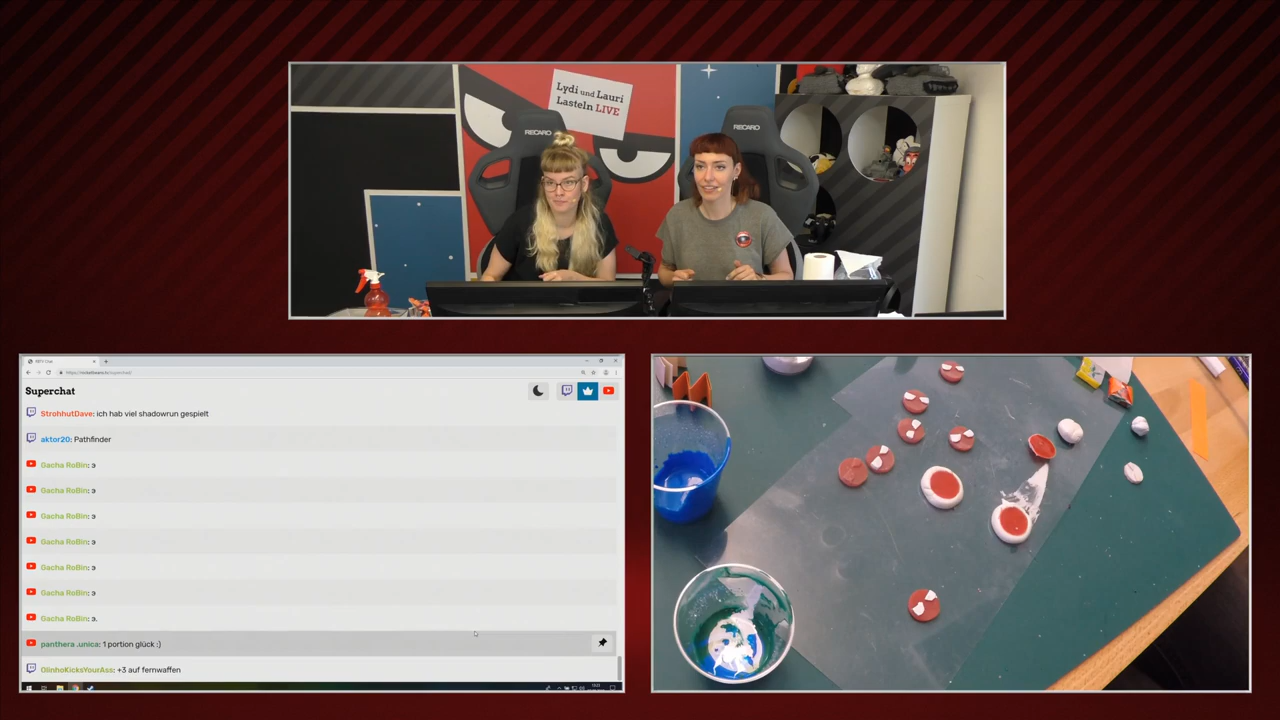 Lydi und Lauri
Lasteln LIVE
RECARO
RECARO
Superchat
StrohhutDave: ich hab viel shadowrun gespielt
aktor20: Pathfinder
Gacha RoBin: э
Gacha RoBin: э
Gacha RoBin: э
Gacha RoBin: э
Gacha RoBin: э
Gacha RoBin: э
Gacha RoBin: э.
panthera .unica: 1 portion glück :)
OlinhoKicksYourAss: +3 auf fernwaffen